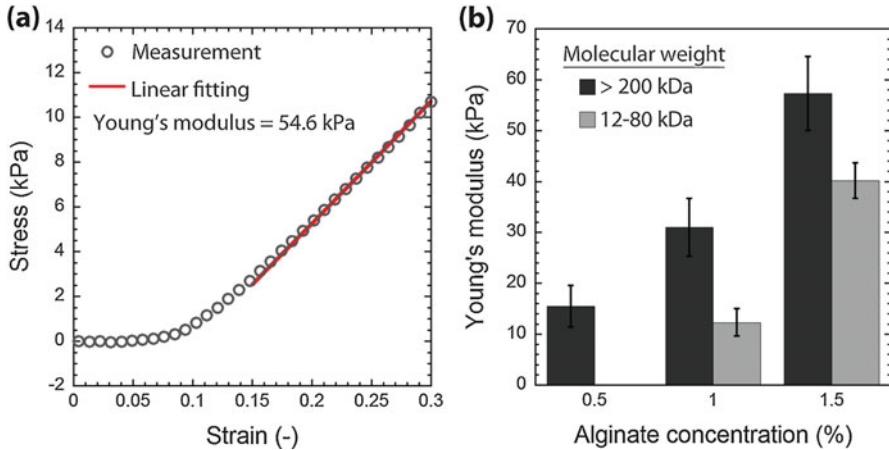 (a)
14
12
10
8
6
4
2
0
-2
Stress (kPa)
Measurement
Linear fitting
Young's modulus = 54.6 kPa
0 0.05 0.1 0.15 0.2 0.25 0.3
Strain (-)
(b)
70
60
50
40
30
20
10
0
Young's modulus (kPa)
Molecular weight
> 200 kDa
12-80 kDa
0.5 1 1.5
Alginate concentration (%)